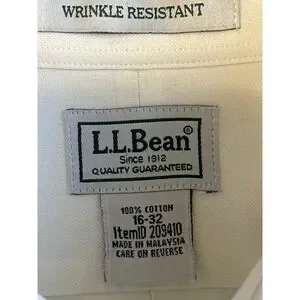 WRINKLE RESISTANT
L.L.Bean®
Since 1912
QUALITY GUARANTEED
100% COTTON
16-32
ItemID 209410
MADE IN MALAYSIA
CARE ON REVERSE